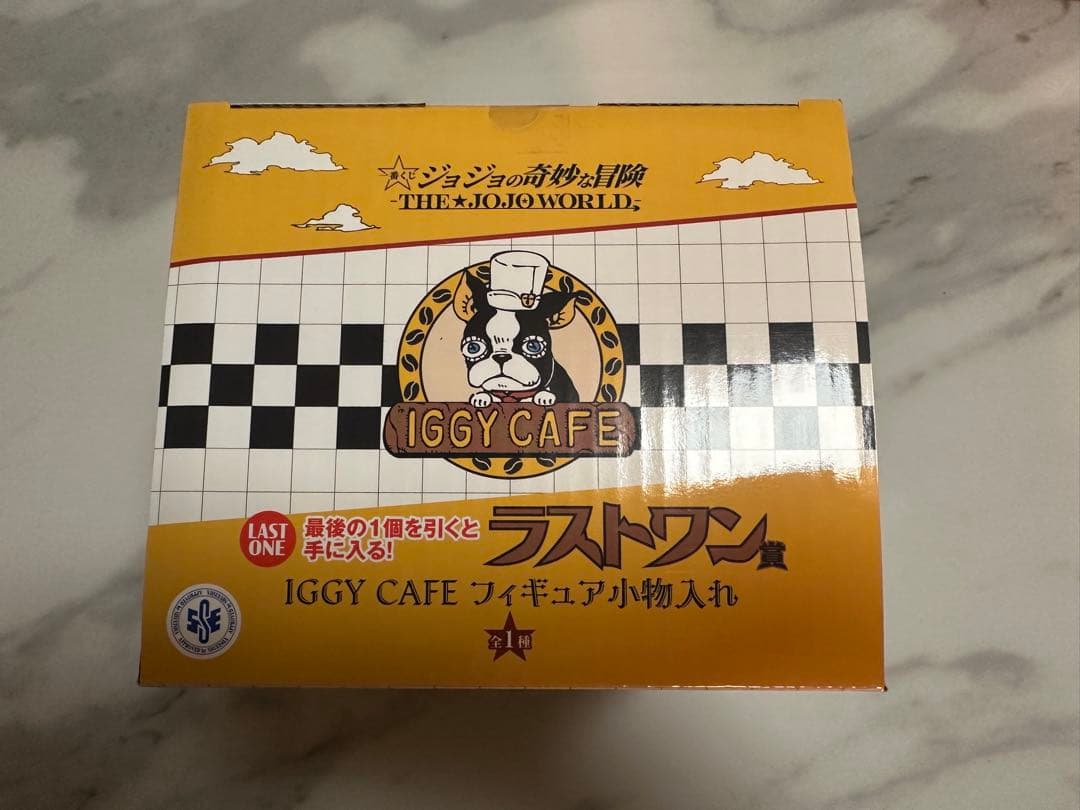 一番くじ ジョジョの奇妙な冒険
-THE★JOJO WORLD-
IGGY CAFE
LAST ONE
最後の1個を引くと
手に入る!
ラストワン賞
IGGY CAFE フィギュア小物入れ
全1種